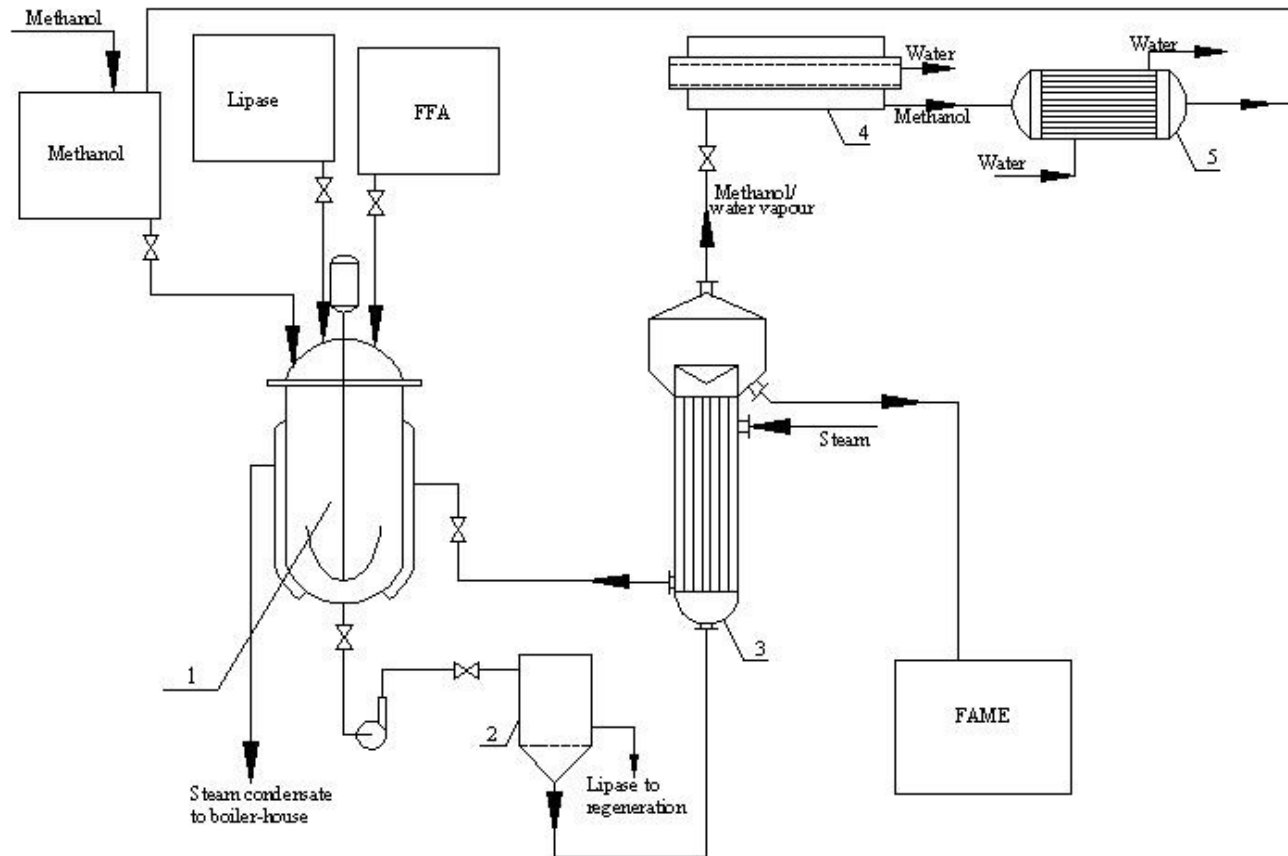 Methanol
Methanol
Lipase
FFA
Water
4
Methanol
Water
Water
5
Methanol/
water vapour
Steam
3
1
2
FAME
Steam condensate
to boiler-house
Lipase to
regeneration